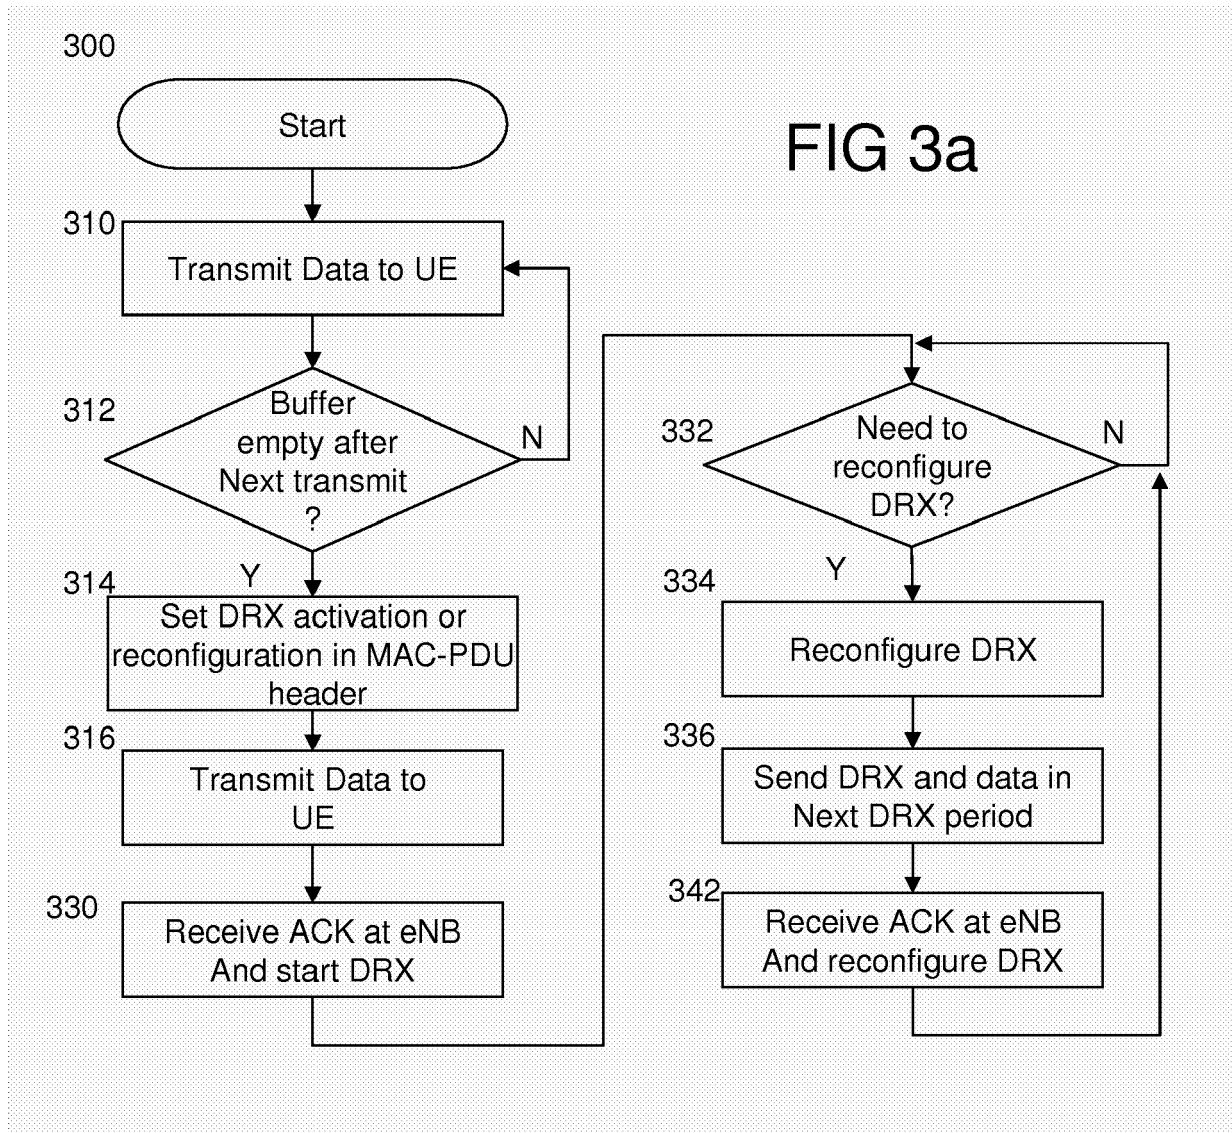 300
Start
FIG 3a
310
Transmit Data to UE
312
Buffer
empty after
Next transmit
?
N
Y
314
Set DRX activation or
reconfiguration in MAC-PDU
header
316
Transmit Data to
UE
330
Receive ACK at eNB
And start DRX
332
Need to
reconfigure
DRX?
N
Y
334
Reconfigure DRX
336
Send DRX and data in
Next DRX period
342
Receive ACK at eNB
And reconfigure DRX